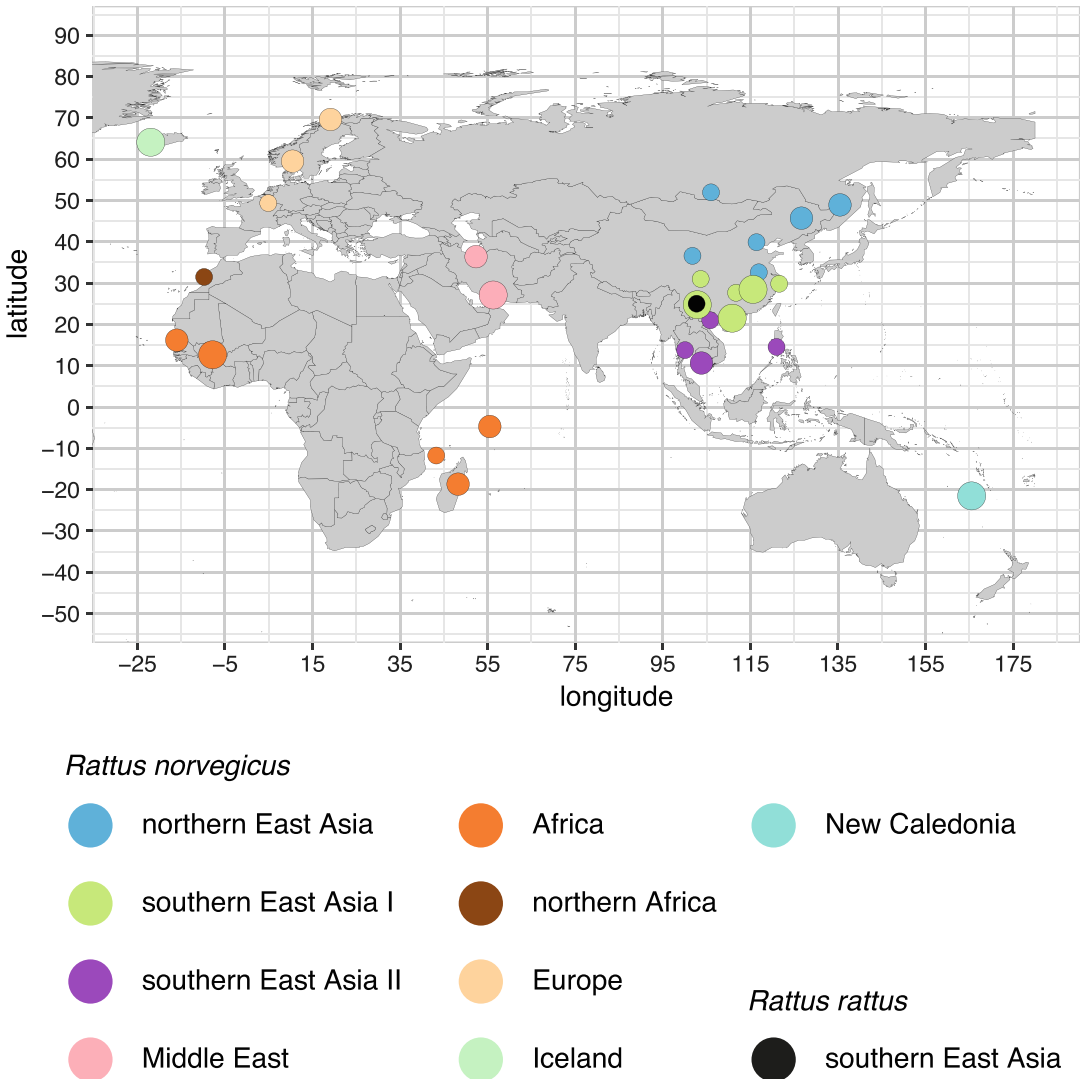 90
80
70
60
50
40
30
20
10
0
−10
−20
−30
−40
−50
latitude
−25 −5 15 35 55 75 95 115 135 155 175
longitude
Rattus norvegicus
northern East Asia Africa New Caledonia
southern East Asia I northern Africa
southern East Asia II Europe
Rattus rattus
Middle East Iceland southern East Asia